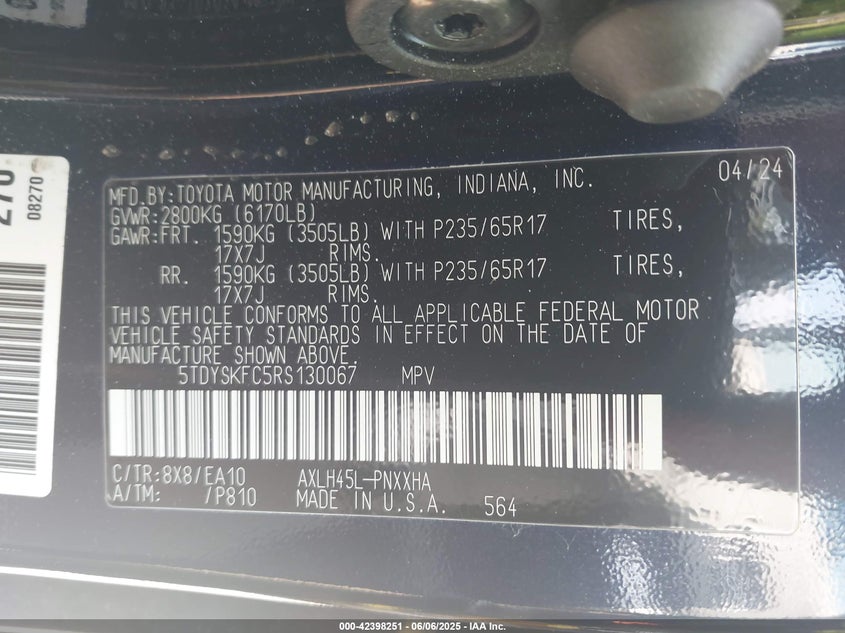 270
08270
04/24
MFD.BY:TOYOTA MOTOR MANUFACTURING, INDIANA, INC.
GVWR:2800KG (6170LB)
GAWR:FRT. 1590KG (3505LB) WITH P235/65R17 TIRES,
17X7J RIMS.
RR. 1590KG (3505LB) WITH P235/65R17 TIRES,
17X7J RIMS.
THIS VEHICLE CONFORMS TO ALL APPLICABLE FEDERAL MOTOR
VEHICLE SAFETY STANDARDS IN EFFECT ON THE DATE OF
MANUFACTURE SHOWN ABOVE.
5TDYSKFC5RS130067 MPV
C/TR:8X8/EA10 AXLH45L-PNXXHA
A/TM: /P810 MADE IN U.S.A. 564
000-42398251 - 06/06/2025 - IAA Inc.